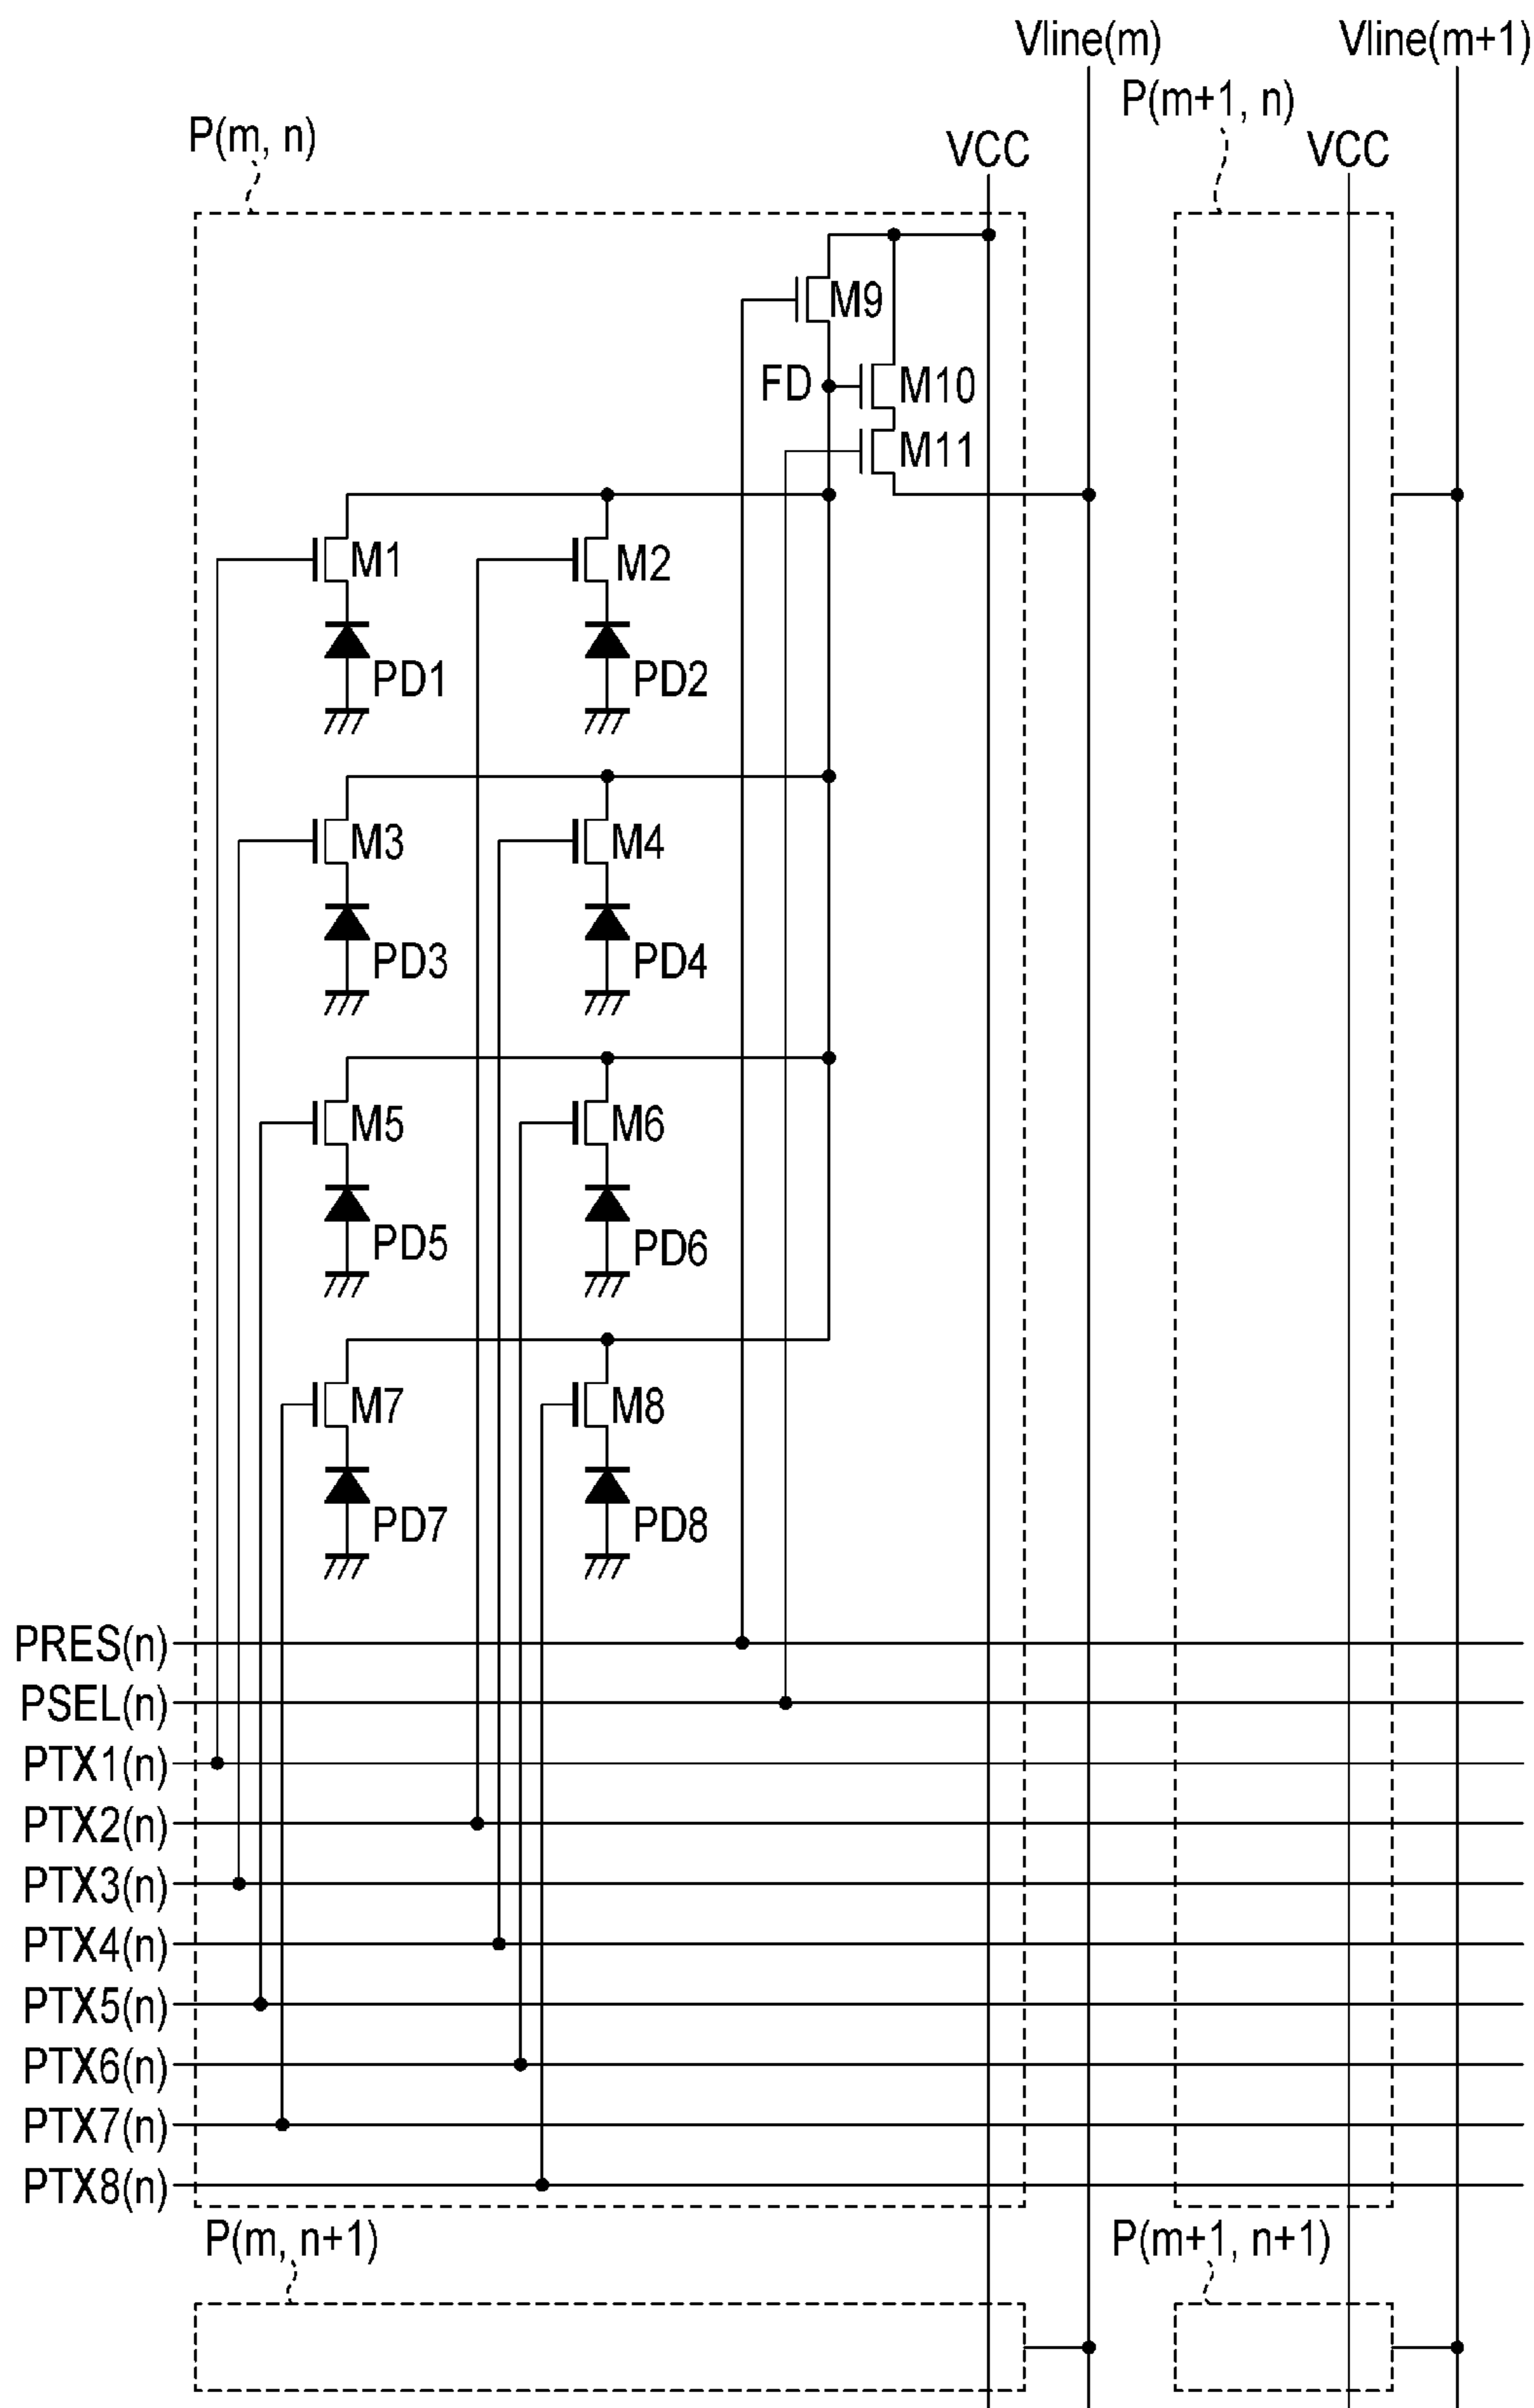 Vline(m)
Vline(m+1)
P(m+1, n)
P(m, n)
VCC
VCC
M9
FD
M10
M11
M1
M2
PD1
PD2
M3
M4
PD3
PD4
M5
M6
PD5
PD6
M7
M8
PD7
PD8
PRES(n)
PSEL(n)
PTX1(n)
PTX2(n)
PTX3(n)
PTX4(n)
PTX5(n)
PTX6(n)
PTX7(n)
PTX8(n)
P(m, n+1)
P(m+1, n+1)